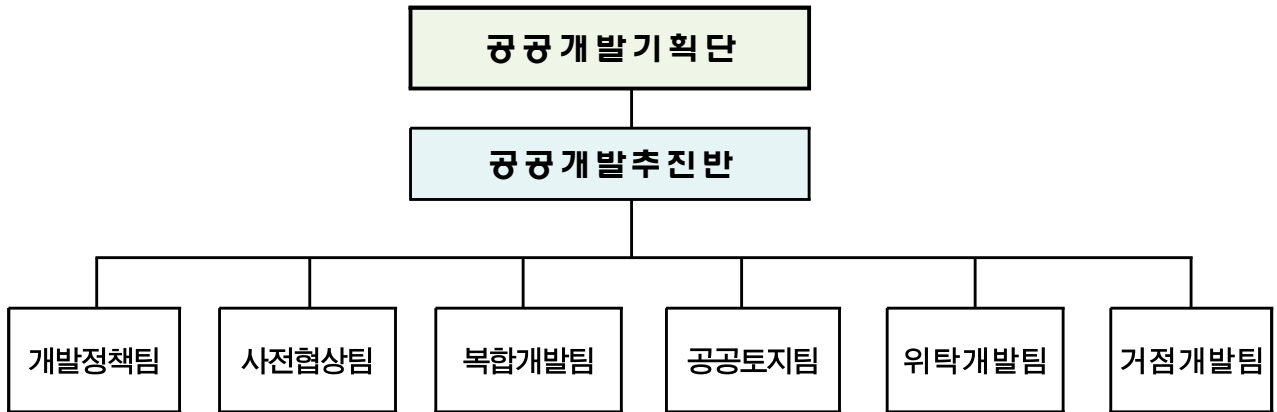 공공개발기획단
공공개발추진반
개발정책팀
사전협상팀
복합개발팀
공공토지팀
위탁개발팀
거점개발팀